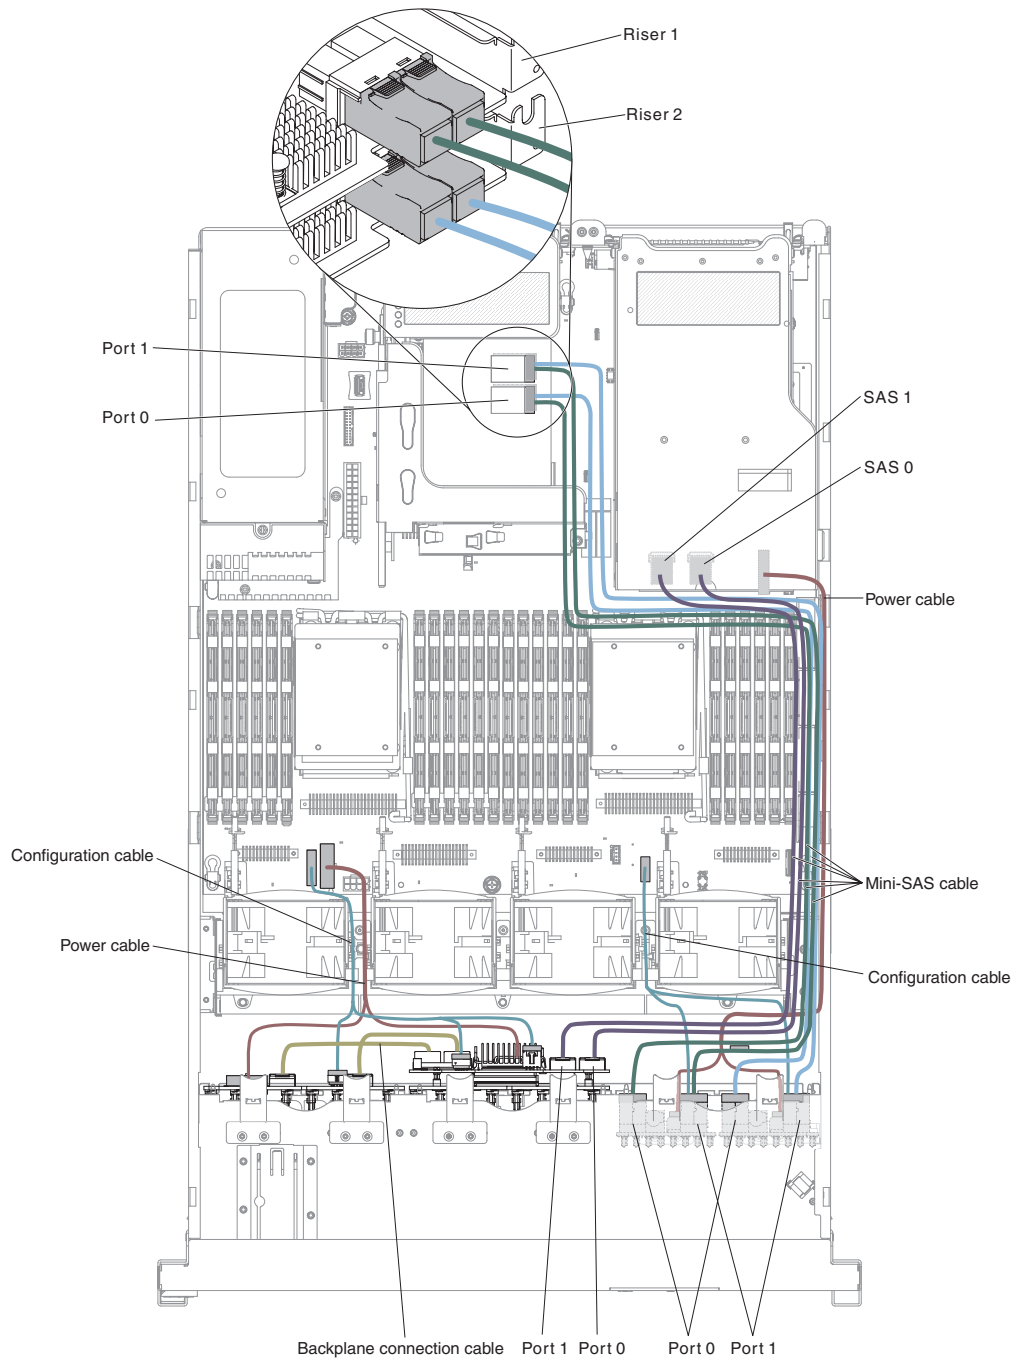 Riser 1
Riser 2
Port 1
Port 0
SAS 1
SAS 0
Power cable
Configuration cable
Mini-SAS cable
Power cable
Configuration cable
Backplane connection cable
Port 1
Port 0
Port 0
Port 1